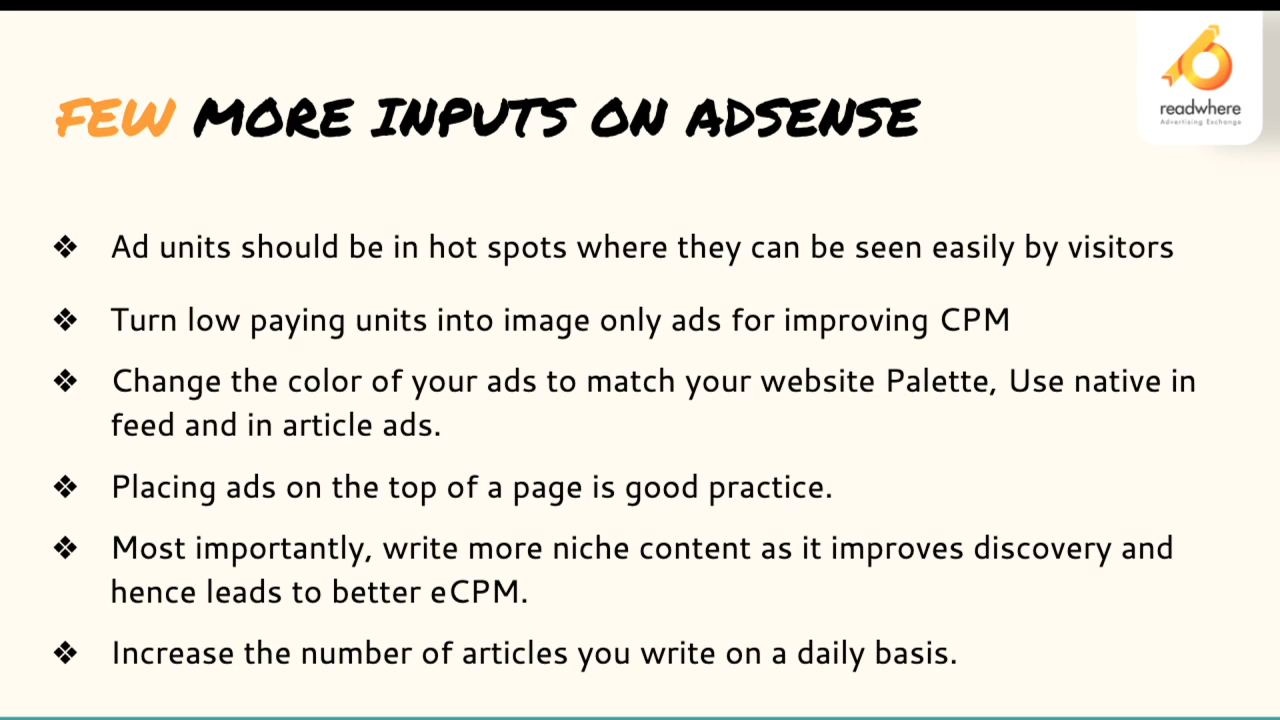 readwhere
Advertising Exchange
FEW MORE INPUTS ON ADSENSE
❖ Ad units should be in hot spots where they can be seen easily by visitors
❖ Turn low paying units into image only ads for improving CPM
❖ Change the color of your ads to match your website Palette, Use native in
feed and in article ads.
❖ Placing ads on the top of a page is good practice.
❖ Most importantly, write more niche content as it improves discovery and
hence leads to better eCPM.
❖ Increase the number of articles you write on a daily basis.